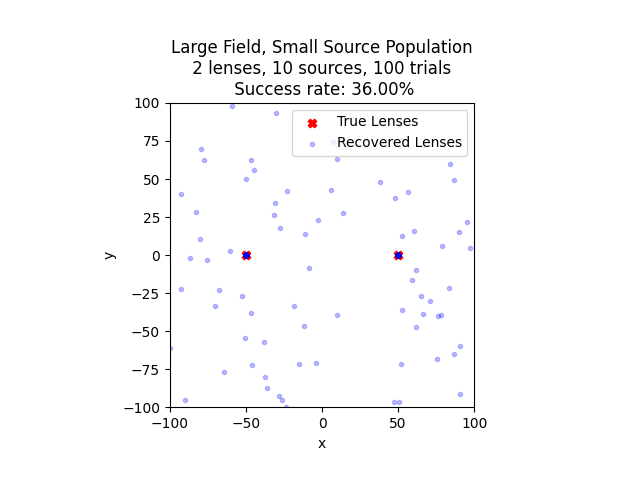 Large Field, Small Source Population
2 lenses, 10 sources, 100 trials
Success rate: 36.00%
True Lenses
Recovered Lenses
100
75
50
25
0
−25
−50
−75
−100
y
−100
−50
0
50
100
x